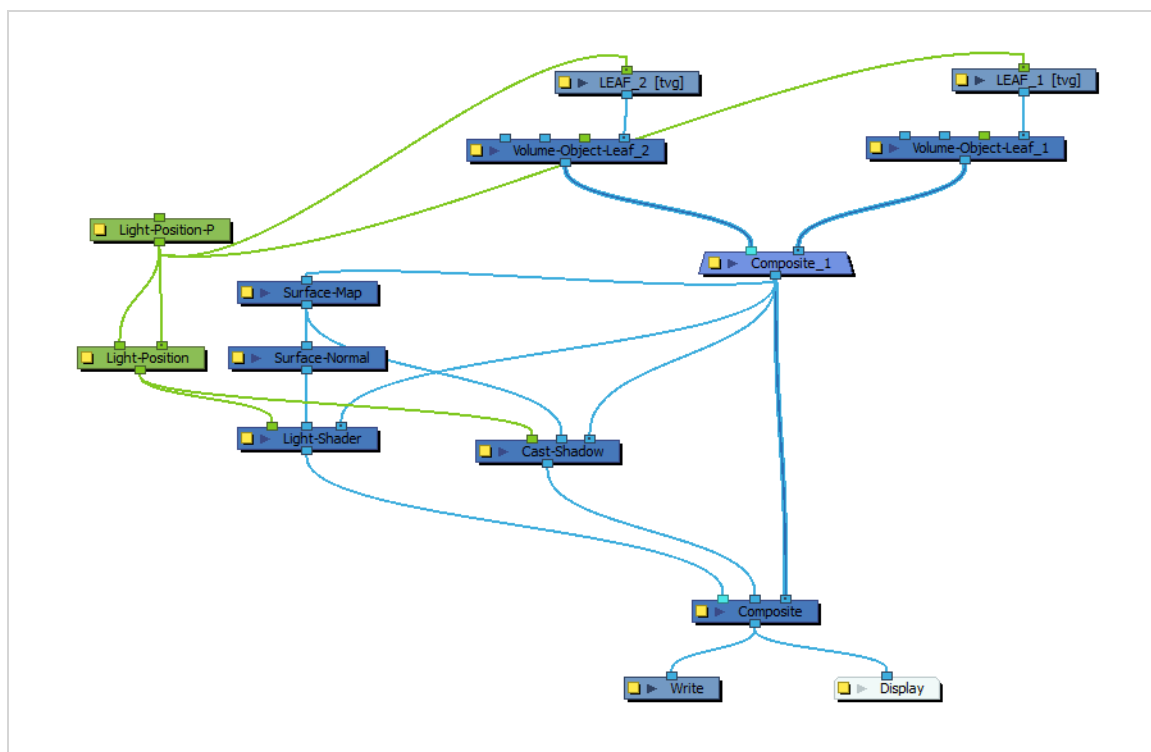 LEAF_2 [tvg]
LEAF_1 [tvg]
Volume-Object-Leaf_2
Volume-Object-Leaf_1
Light-Position-P
Composite_1
Surface-Map
Light-Position
Surface-Normal
Light-Shader
Cast-Shadow
Composite
Write
Display